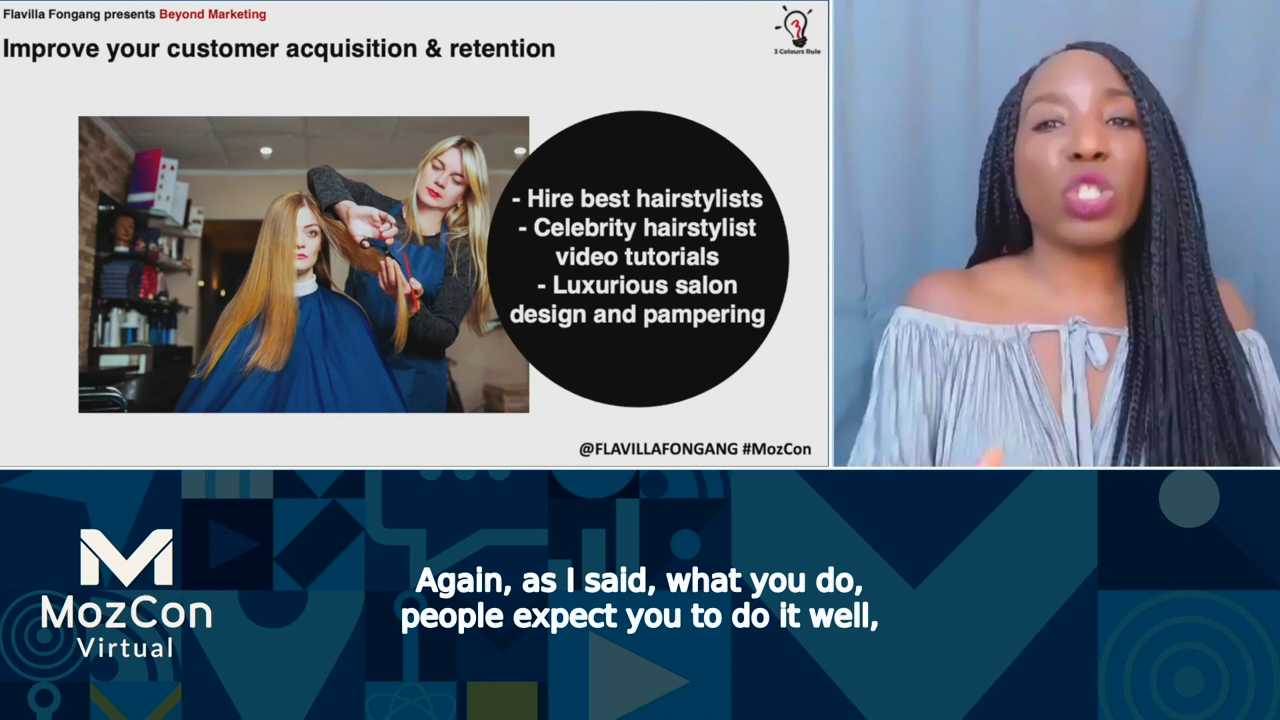 Flavilla Fongang presents Beyond Marketing
Improve your customer acquisition & retention
3
3 Colours Rule
- Hire best hairstylists
- Celebrity hairstylist
video tutorials
- Luxurious salon
design and pampering
@FLAVILLAFONGANG #MozCon
M
MozCon
Virtual
Again, as I said, what you do,
people expect you to do it well,